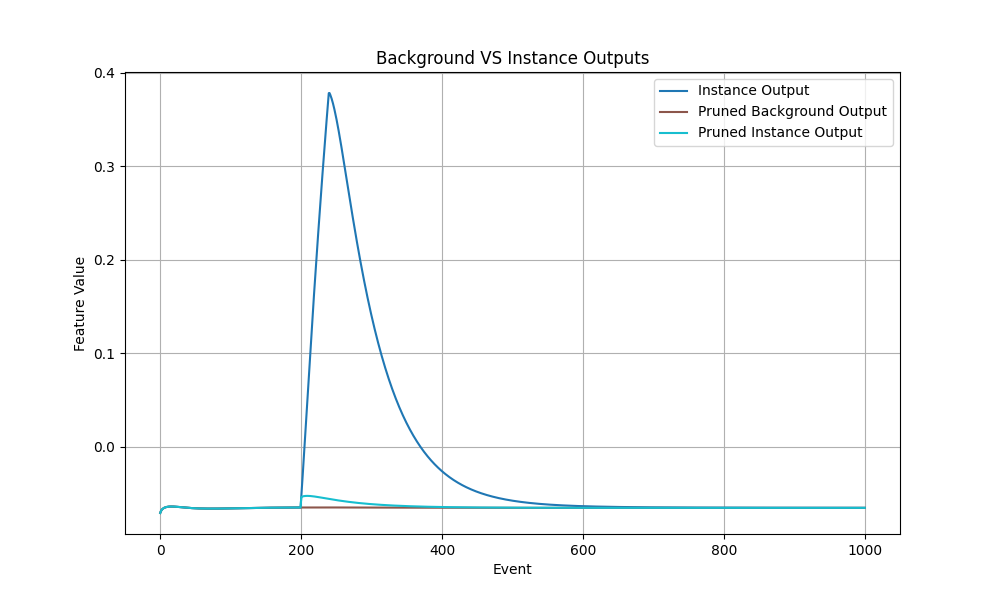 Background VS Instance Outputs
Instance Output
Pruned Background Output
Pruned Instance Output
0.4
0.3
0.2
0.1
0.0
Feature Value
0 200 400 600 800 1000
Event